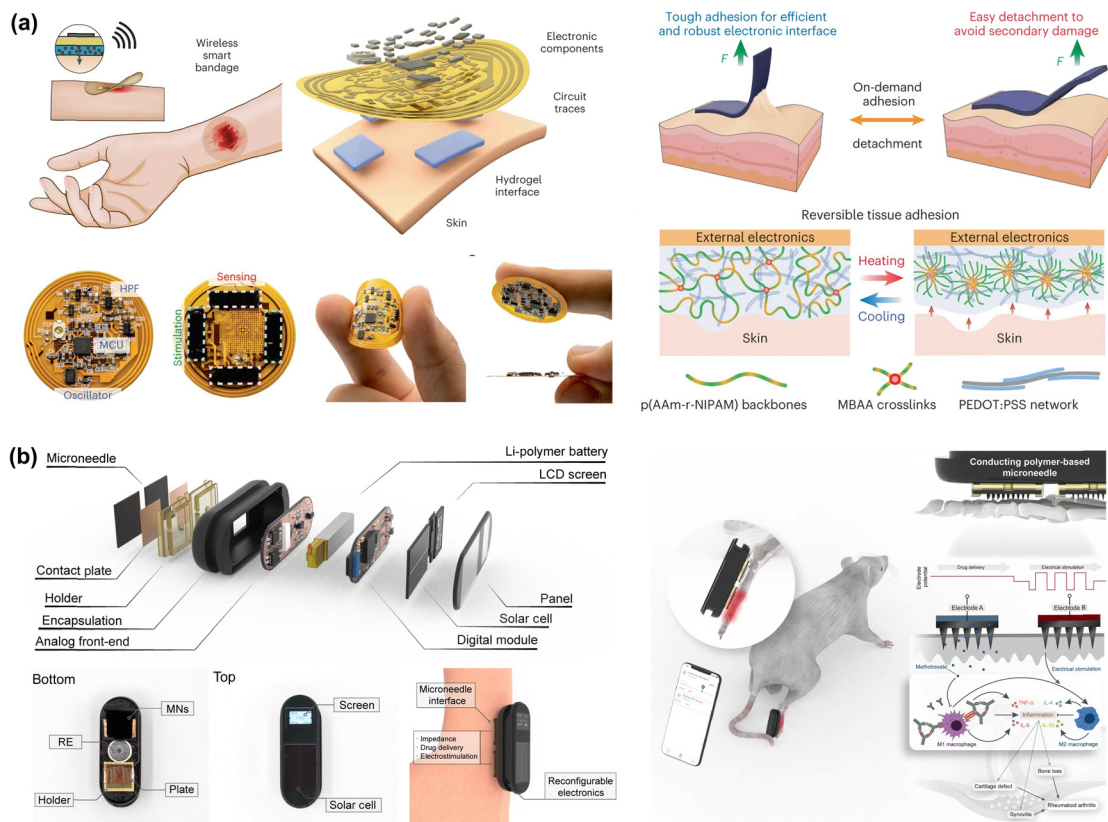 (a)
Wireless
smart
bandage
Electronic
components
Circuit
traces
Hydrogel
interface
Skin
HPF
MCU
Oscillator
Sensing
Stimulation
Tough adhesion for efficient
and robust electronic interface
F
On-demand
adhesion
detachment
Easy detachment to
avoid secondary damage
F
Reversible tissue adhesion
External electronics
Skin
Heating
Cooling
External electronics
Skin
p(AAm-r-NIPAM) backbones
MBAA crosslinks
PEDOT:PSS network
(b)
Microneedle
Contact plate
Holder
Encapsulation
Analog front-end
Li-polymer battery
LCD screen
Panel
Solar cell
Digital module
Bottom
MNs
RE
Holder
Plate
Top
Screen
Solar cell
Microneedle
interface
· Impedance
· Drug delivery
· Electrostimulation
Reconfigurable
electronics
Conducting polymer-based
microneedle
Electrode
potential
Drug delivery
Electrical stimulation
Electrode A
Electrode B
Methotrexate
Electrical stimulation
TNF-α
IL-4
Inflammation
IL-6
IL-10
M1 macrophage
M2 macrophage
Bone loss
Cartilage defect
Rheumatoid arthritis
Synovitis